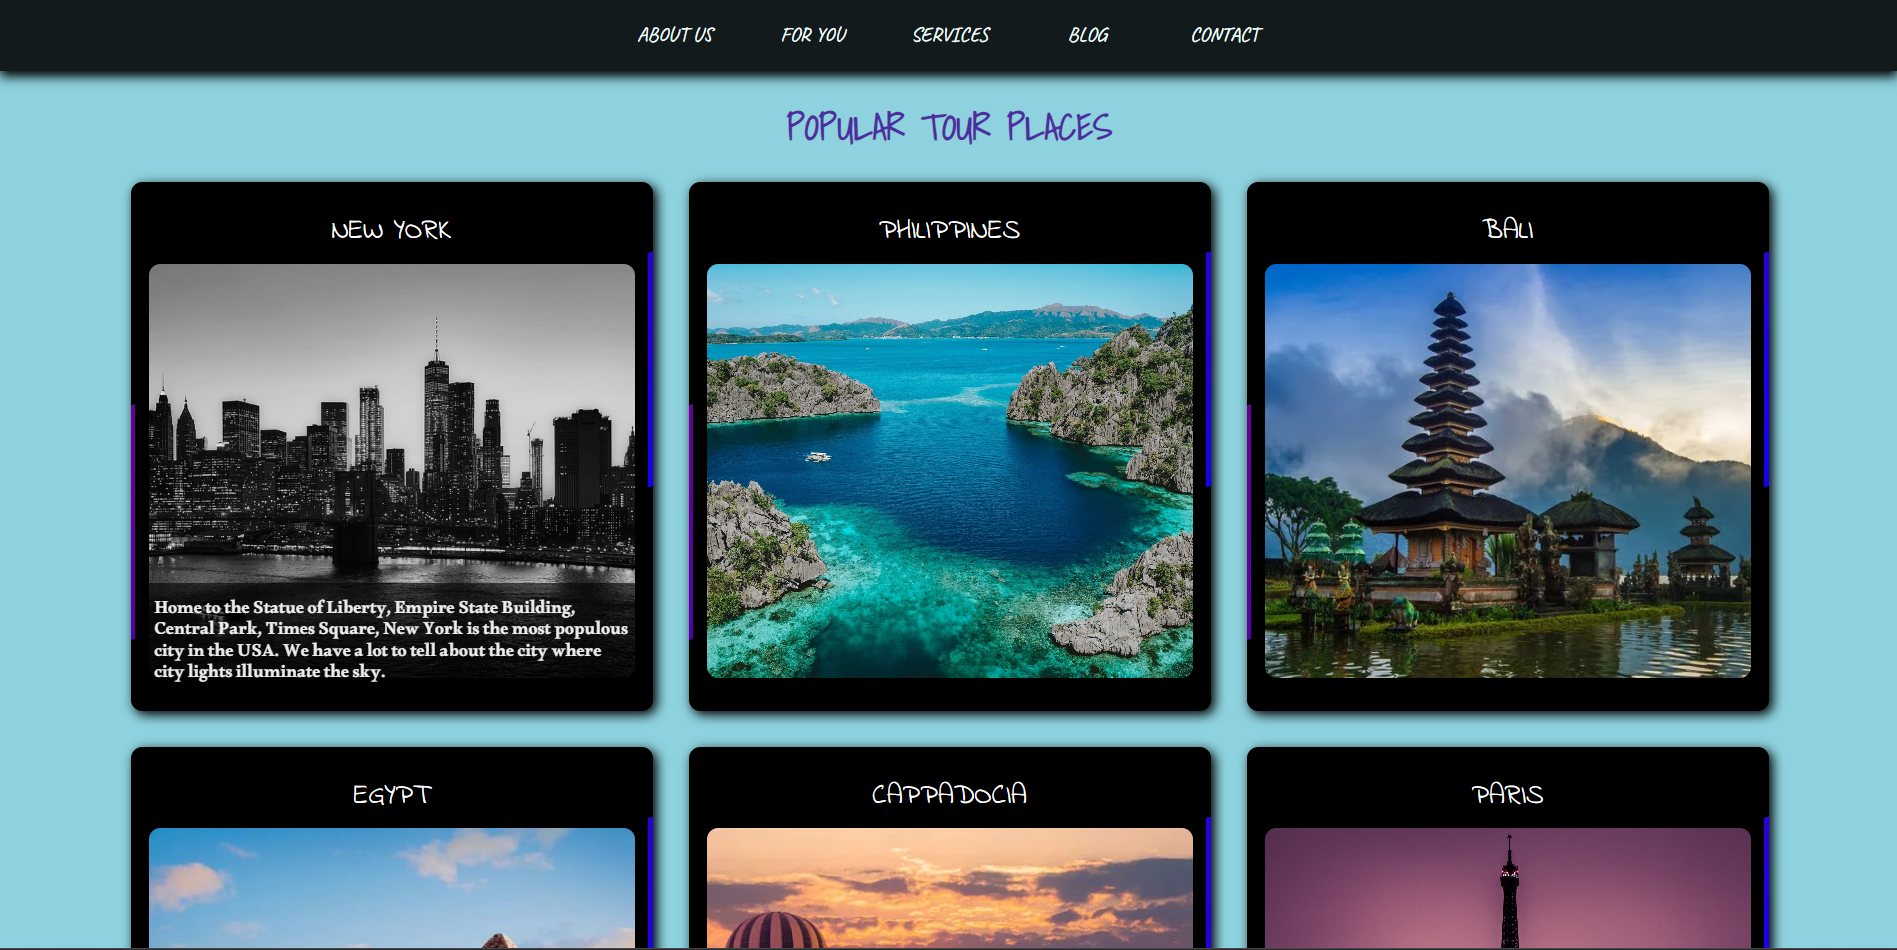 ABOUT US FOR YOU SERVICES BLOG CONTACT
POPULAR TOUR PLACES
NEW YORK
PHILIPPINES
BALI
Home to the Statue of Liberty, Empire State Building,
Central Park, Times Square, New York is the most populous
city in the USA. We have a lot to tell about the city where
city lights illuminate the sky.
EGYPT
CAPPADOCIA
PARIS